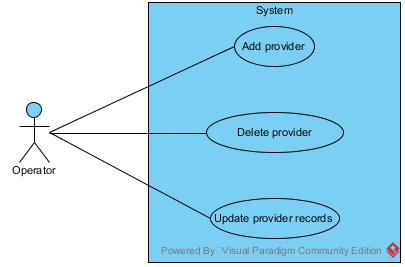 System
Add provider
Delete provider
Operator
Update provider records
Powered By Visual Paradigm Community Edition